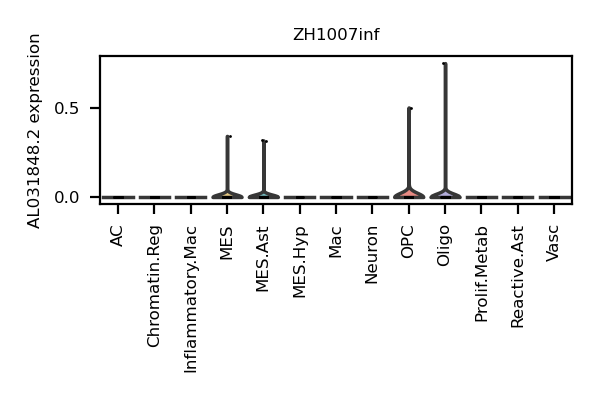 ZH1007inf
AL031848.2 expression
0.5
0.0
AC
Chromatin.Reg
Inflammatory.Mac
MES
MES.Ast
MES.Hyp
Mac
Neuron
OPC
Oligo
Prolif.Metab
Reactive.Ast
Vasc